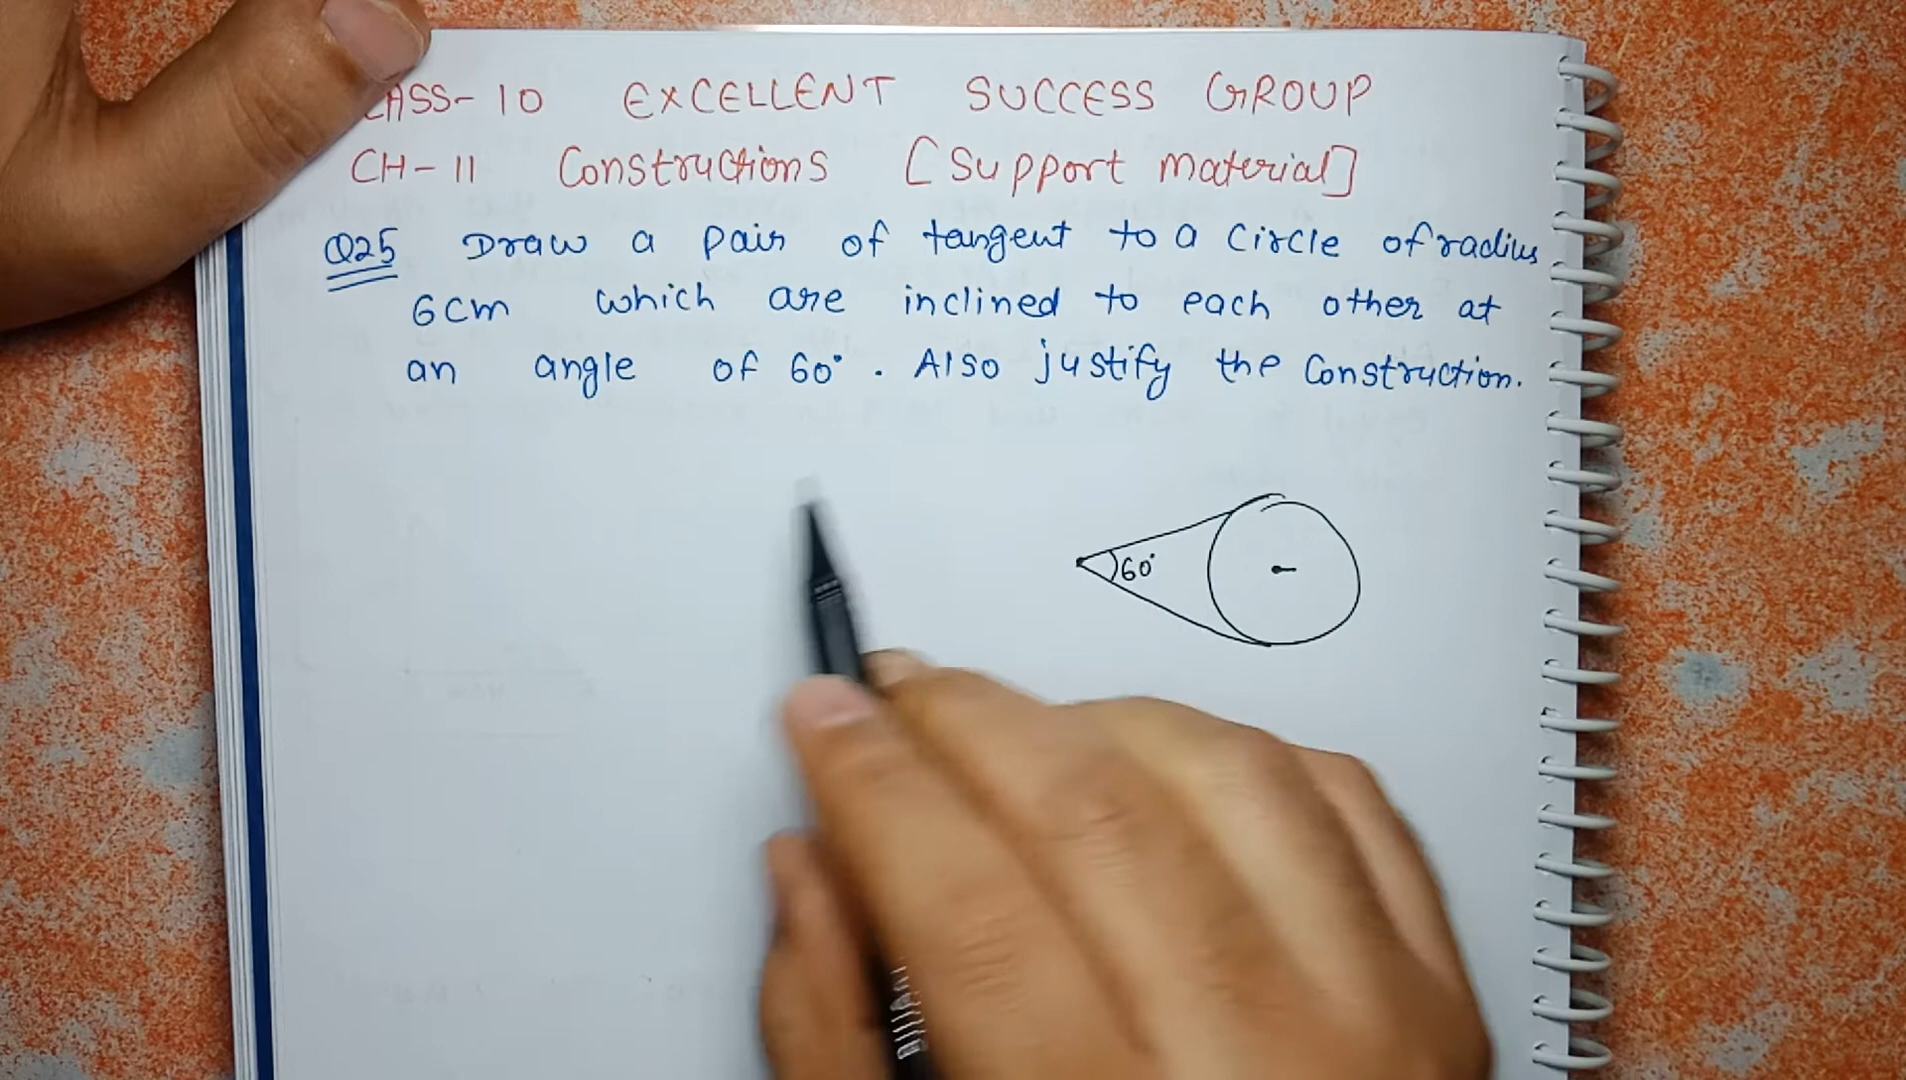 ASS-10 EXCELLENT SUCCESS GROUP
CH-11 Constructions [Support material]
Q25 Draw a pair of tangent to a circle of radius
6cm which are inclined to each other at
an angle of 60°. Also justify the Construction.
60°